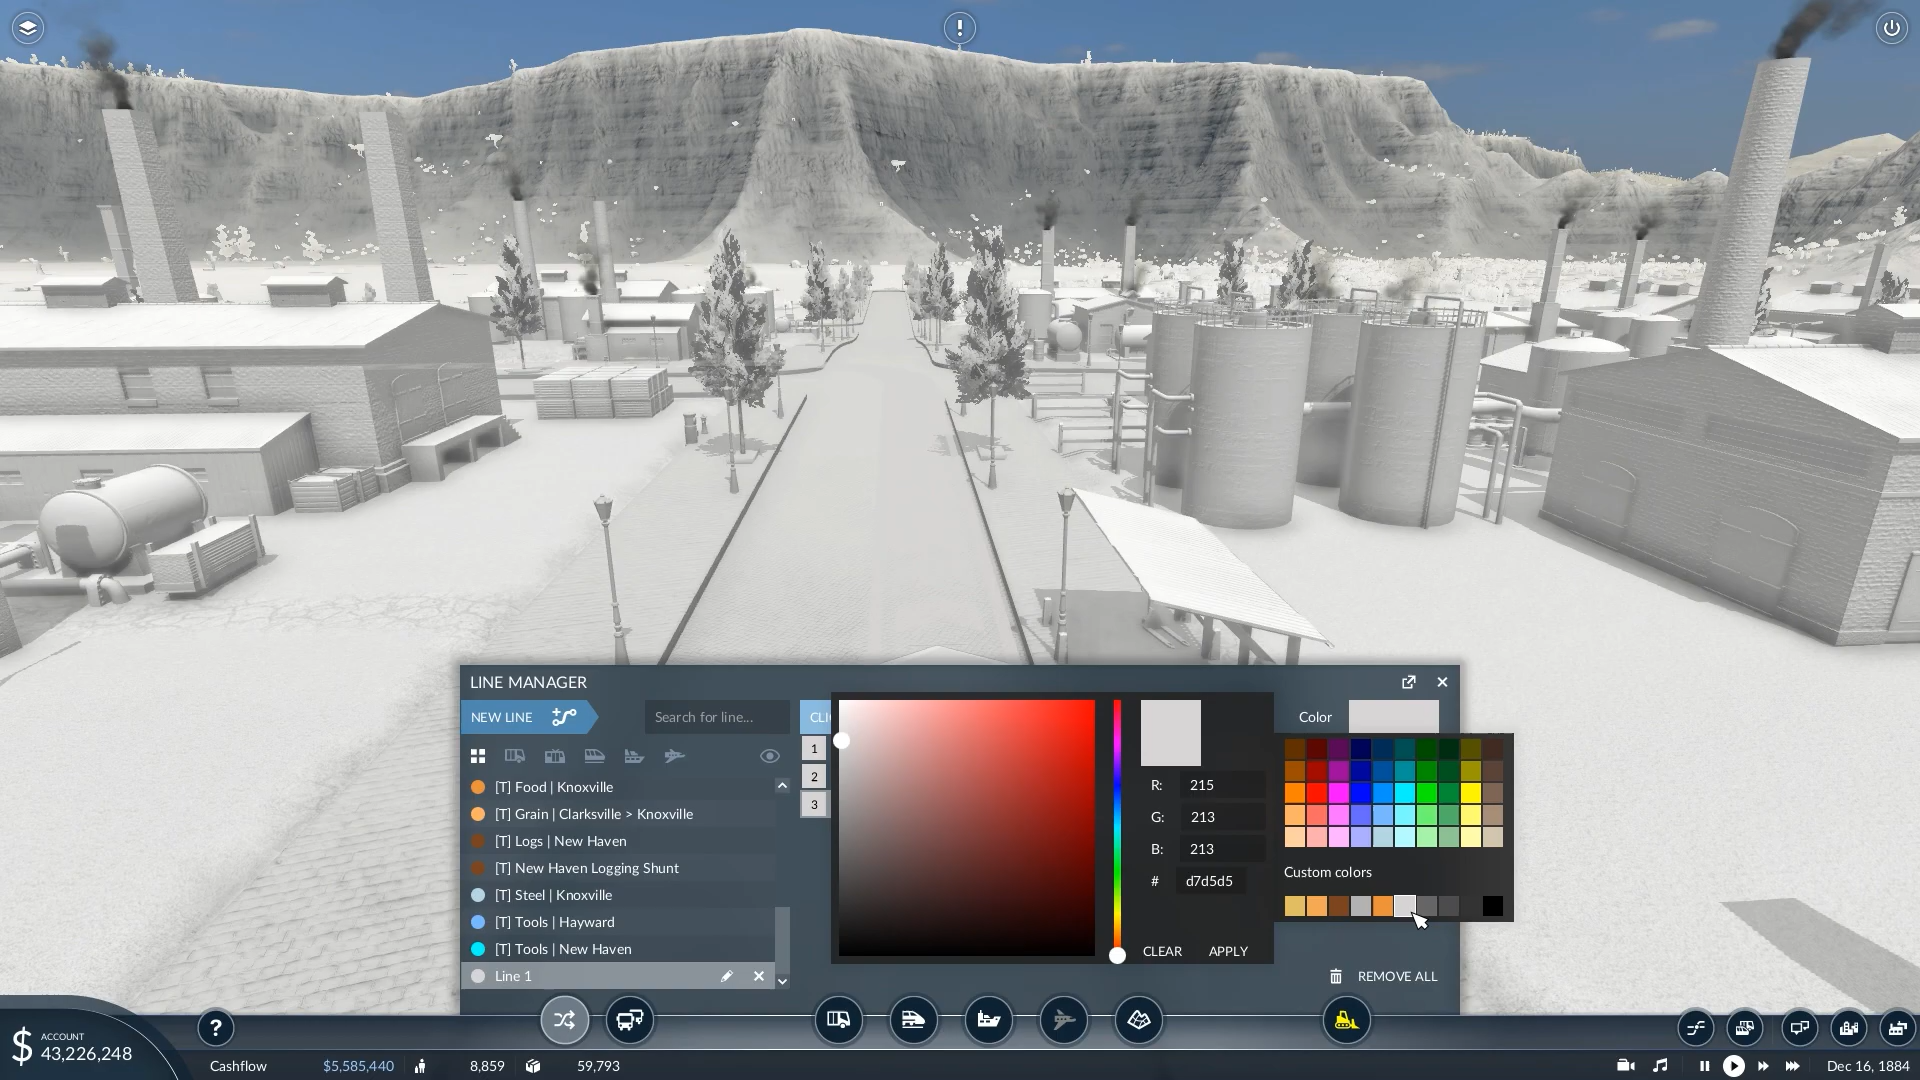 LINE MANAGER
NEW LINE
Search for line...
CLI
Color
1
2
3
[T] Food | Knoxville
[T] Grain | Clarksville > Knoxville
[T] Logs | New Haven
[T] New Haven Logging Shunt
[T] Steel | Knoxville
[T] Tools | Hayward
[T] Tools | New Haven
Line 1
R: 215
G: 213
B: 213
# d7d5d5
CLEAR APPLY
Custom colors
REMOVE ALL
?
$ ACCOUNT
43,226,248
Cashflow $5,585,440 8,859 59,793
Dec 16, 1884